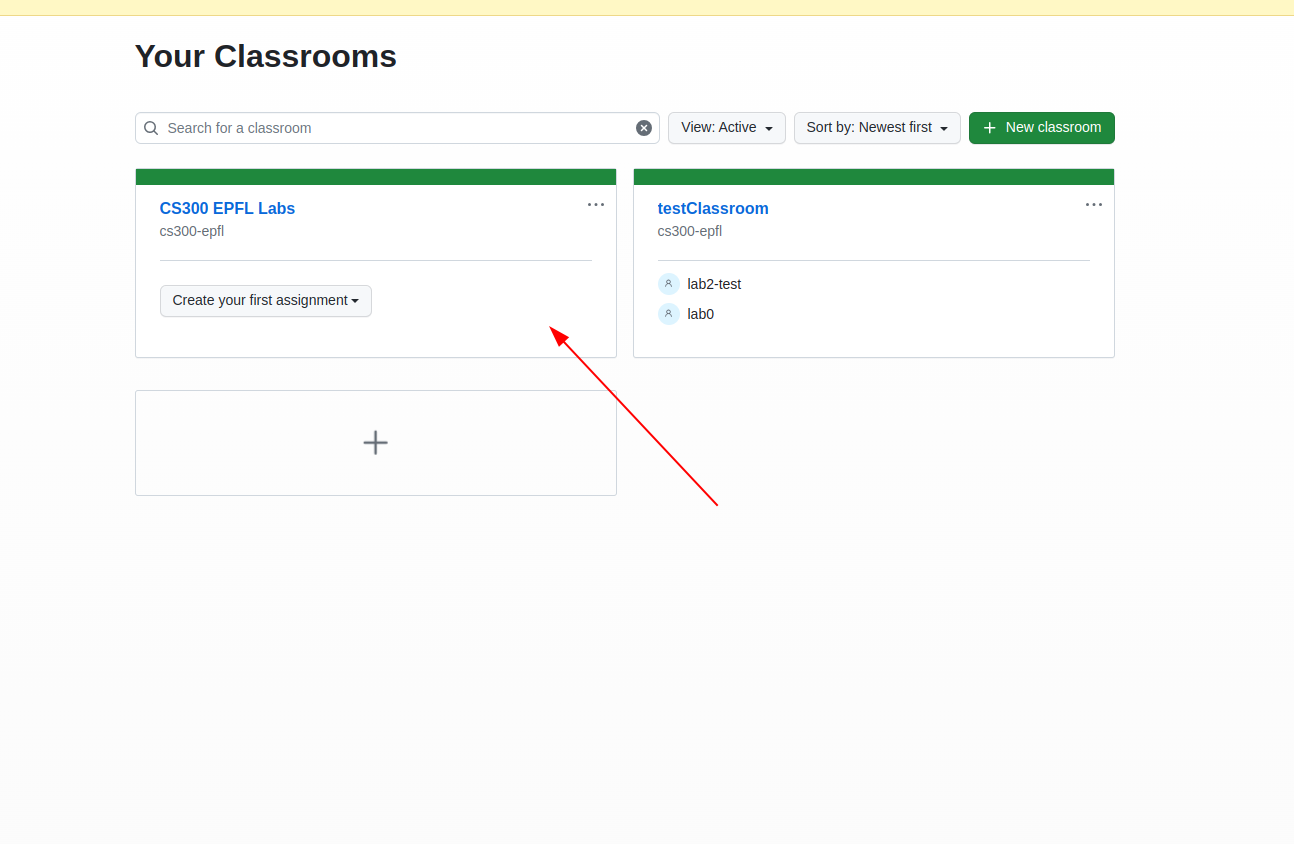 Your Classrooms
Search for a classroom
View: Active
Sort by: Newest first
New classroom
CS300 EPFL Labs
cs300-epfl
Create your first assignment
testClassroom
cs300-epfl
lab2-test
lab0